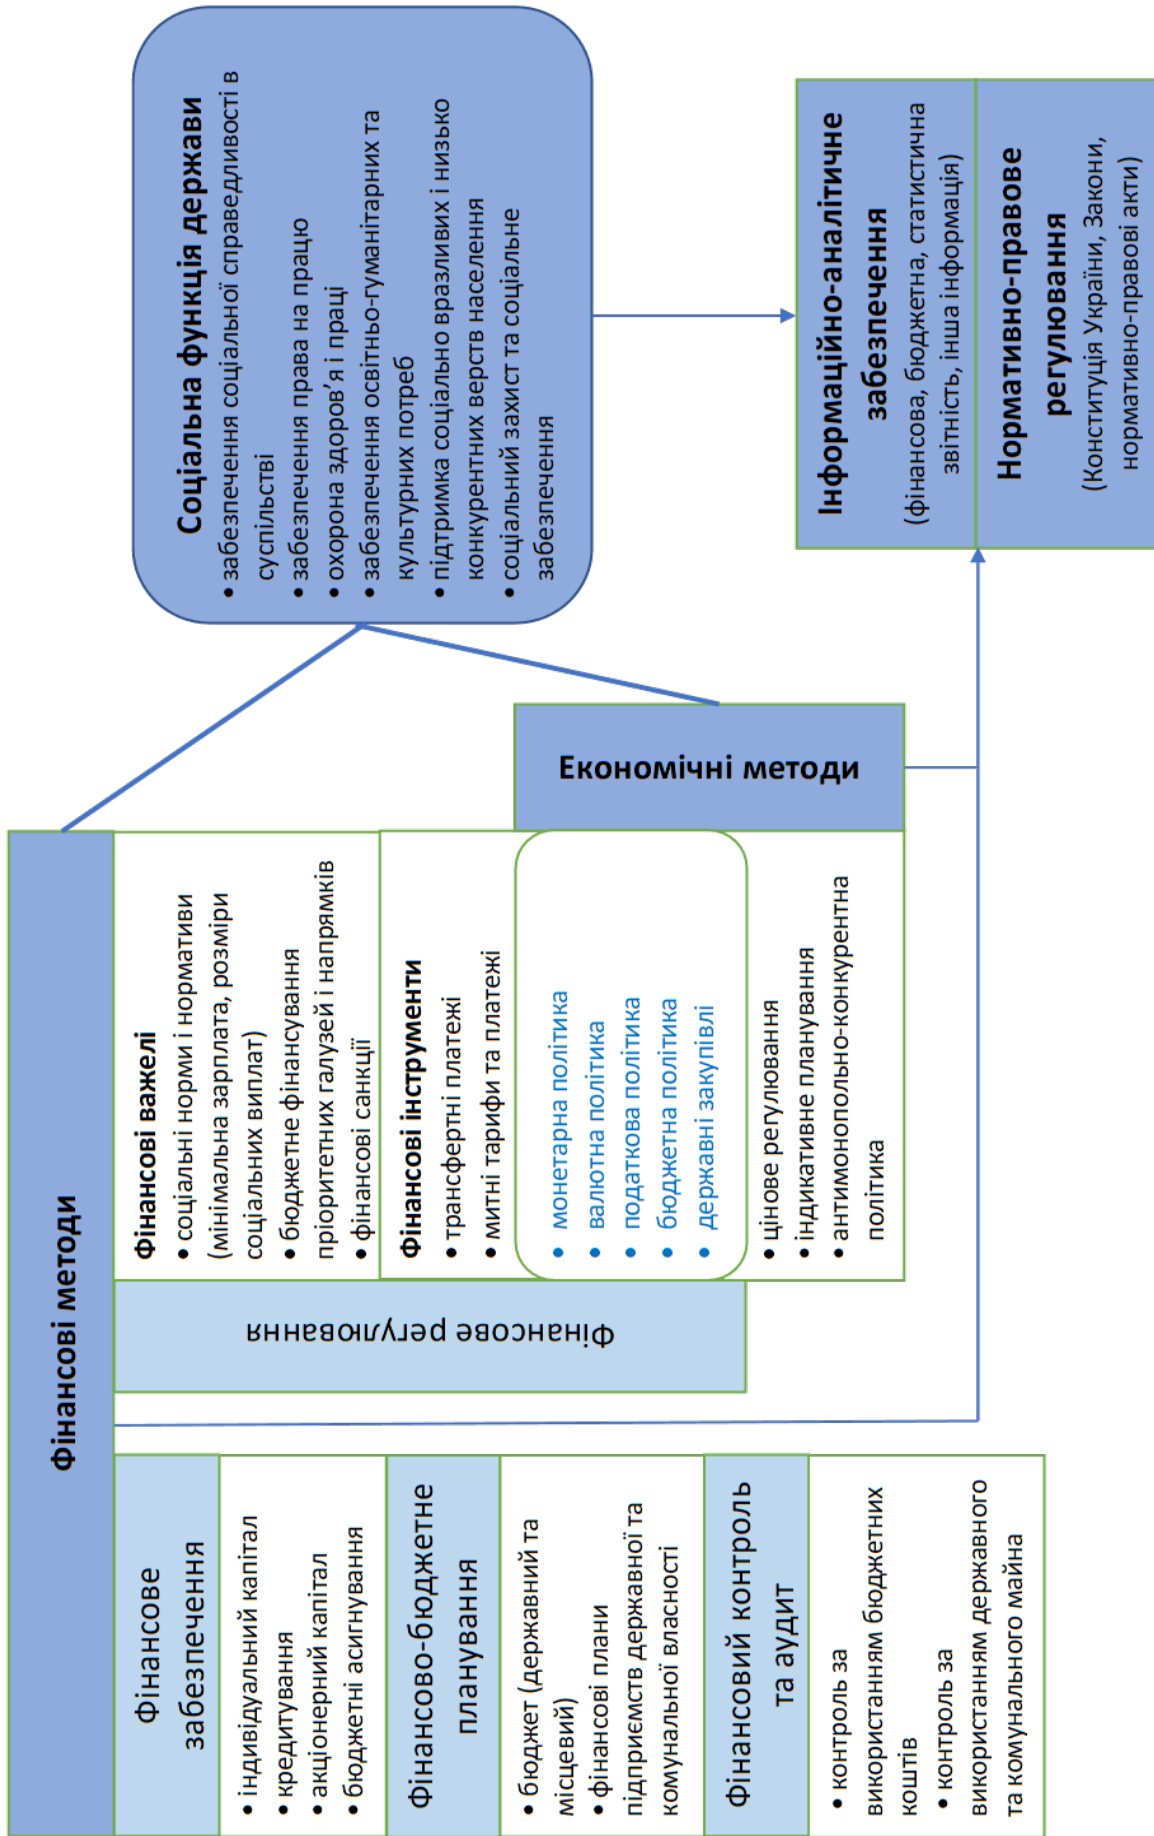 Фінансові методи
Фінансове
забезпечення
• індивідуальний капітал
• кредитування
• акціонерний капітал
• бюджетні асигнування
Фінансово-бюджетне
планування
• бюджет (державний та
місцевий)
• фінансові плани
підприємств державної та
комунальної власності
Фінансовий контроль
та аудит
• контроль за
використанням бюджетних
коштів
• контроль за
використанням державного
та комунального майна
Фінансове регулювання
Фінансові важелі
• соціальні норми і нормативи
(мінімальна зарплата, розміри
соціальних виплат)
• бюджетне фінансування
пріоритетних галузей і напрямків
• фінансові санкції
Фінансові інструменти
• трансфертні платежі
• митні тарифи та платежі
• монетарна політика
• валютна політика
• податкова політика
• бюджетна політика
• державні закупівлі
• цінове регулювання
• індикативне планування
• антимонопольно-конкурентна
політика
Економічні методи
Соціальна функція держави
• забезпечення соціальної справедливості в
суспільстві
• забезпечення права на працю
• охорона здоров’я і праці
• забезпечення освітньо-гуманітарних та
культурних потреб
• підтримка соціально вразливих і низько
конкурентних верств населення
• соціальний захист та соціальне
забезпечення
Інформаційно-аналітичне
забезпечення
(фінансова, бюджетна, статистична
звітність, інша інформація)
Нормативно-правове
регулювання
(Конституція України, Закони,
нормативно-правові акти)